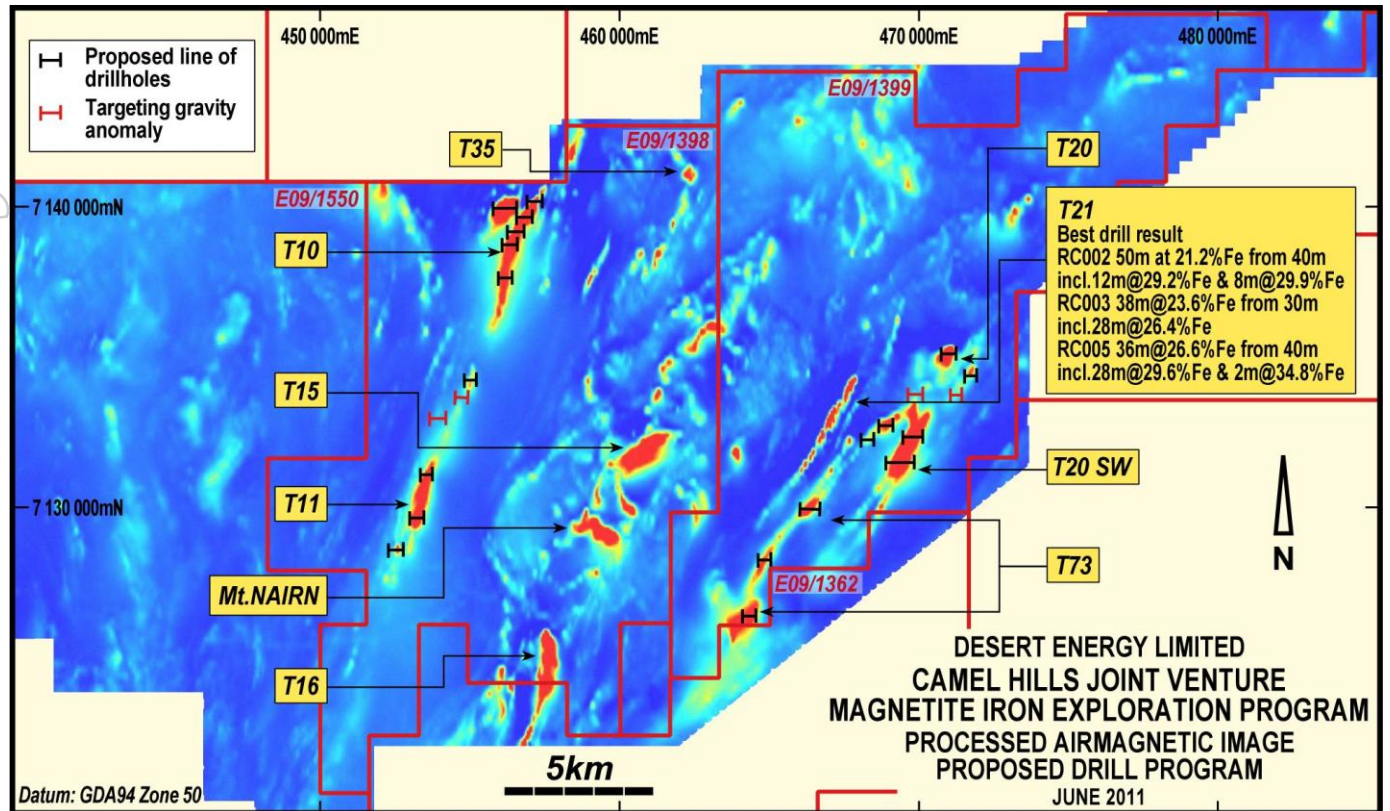 450 000mE
460 000mE
470 000mE
480 000mE
Proposed line of
drillholes
Targeting gravity
anomaly
E09/1399
E09/1398
T35
T20
E09/1550
7 140 000mN
T10
T21
Best drill result
RC002 50m at 21.2%Fe from 40m
incl.12m@29.2%Fe & 8m@29.9%Fe
RC003 38m@23.6%Fe from 30m
incl.28m@26.4%Fe
RC005 36m@26.6%Fe from 40m
incl.28m@29.6%Fe & 2m@34.8%Fe
T15
T20 SW
T11
7 130 000mN
N
Mt.NAIRN
E09/1362
T73
T16
DESERT ENERGY LIMITED
CAMEL HILLS JOINT VENTURE
MAGNETITE IRON EXPLORATION PROGRAM
PROCESSED AIRMAGNETIC IMAGE
PROPOSED DRILL PROGRAM
JUNE 2011
5km
Datum: GDA94 Zone 50